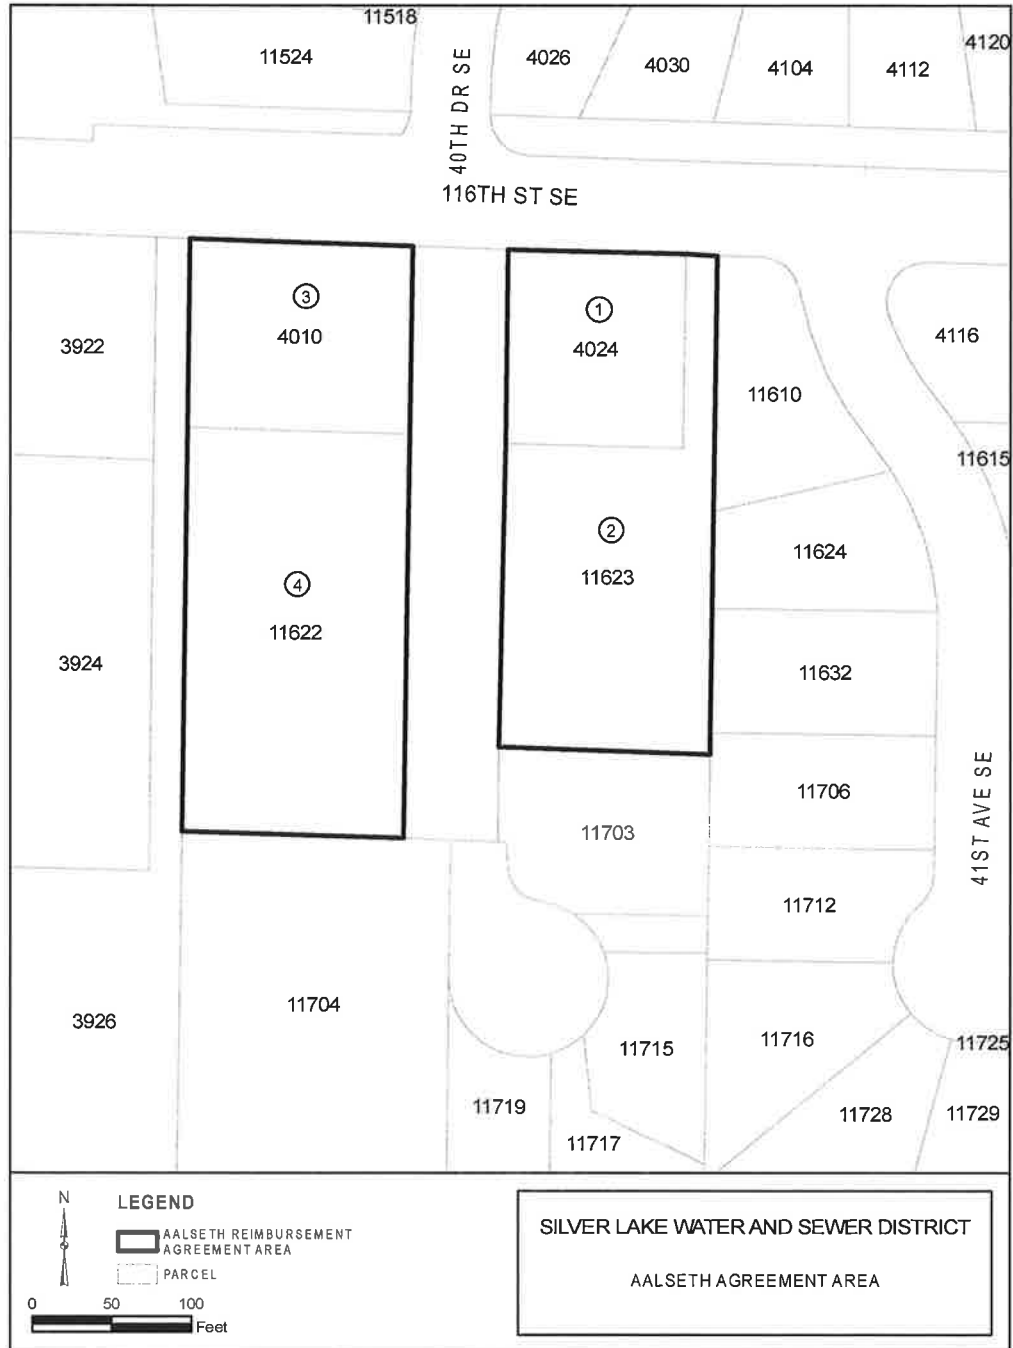 11518
11524
40TH DR SE
4026
4030
4104
4112
4120
116TH ST SE
3922
3
4010
1
4024
11610
4116
11615
2
11623
11624
4
11622
3924
11632
11706
41ST AVE SE
11703
11712
3926
11704
11715
11716
11725
11719
11717
11728
11729
N
LEGEND
AALSETH REIMBURSEMENT
AGREEMENT AREA
PARCEL
0 50 100
Feet
SILVER LAKE WATER AND SEWER DISTRICT
AALSETH AGREEMENT AREA